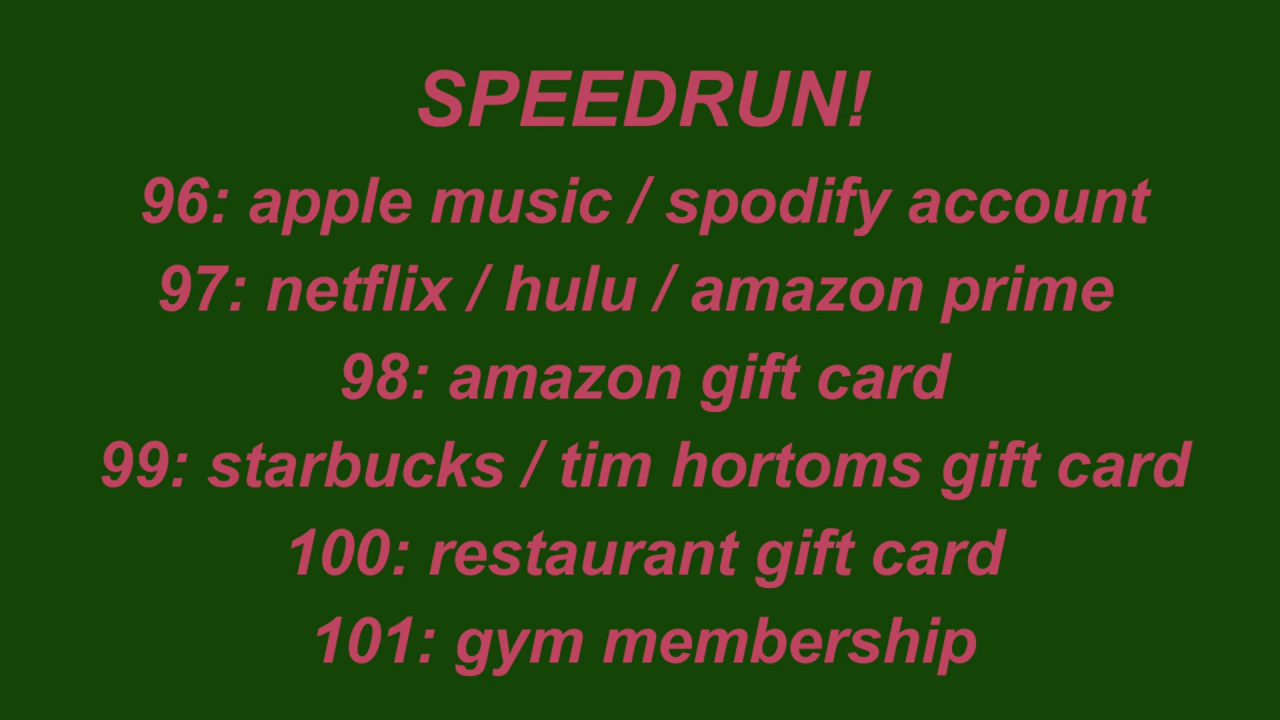 SPEEDRUN!
96: apple music / spodify account
97: netflix / hulu / amazon prime
98: amazon gift card
99: starbucks / tim hortoms gift card
100: restaurant gift card
101: gym membership